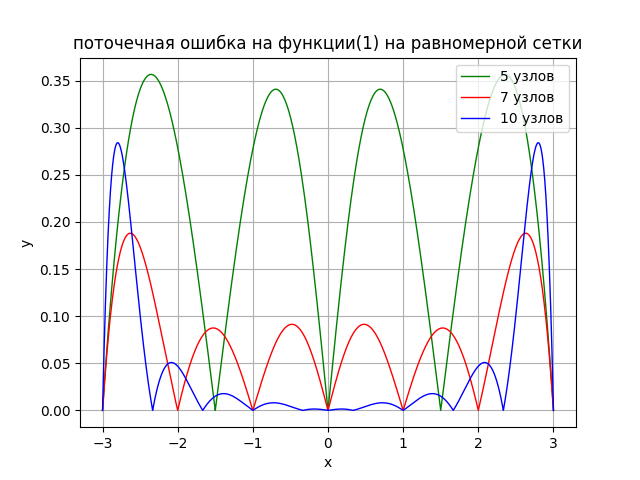 поточечная ошибка на функции(1) на равномерной сетки
5 узлов
7 узлов
10 узлов
y
0.35
0.30
0.25
0.20
0.15
0.10
0.05
0.00
−3
−2
−1
0
1
2
3
x